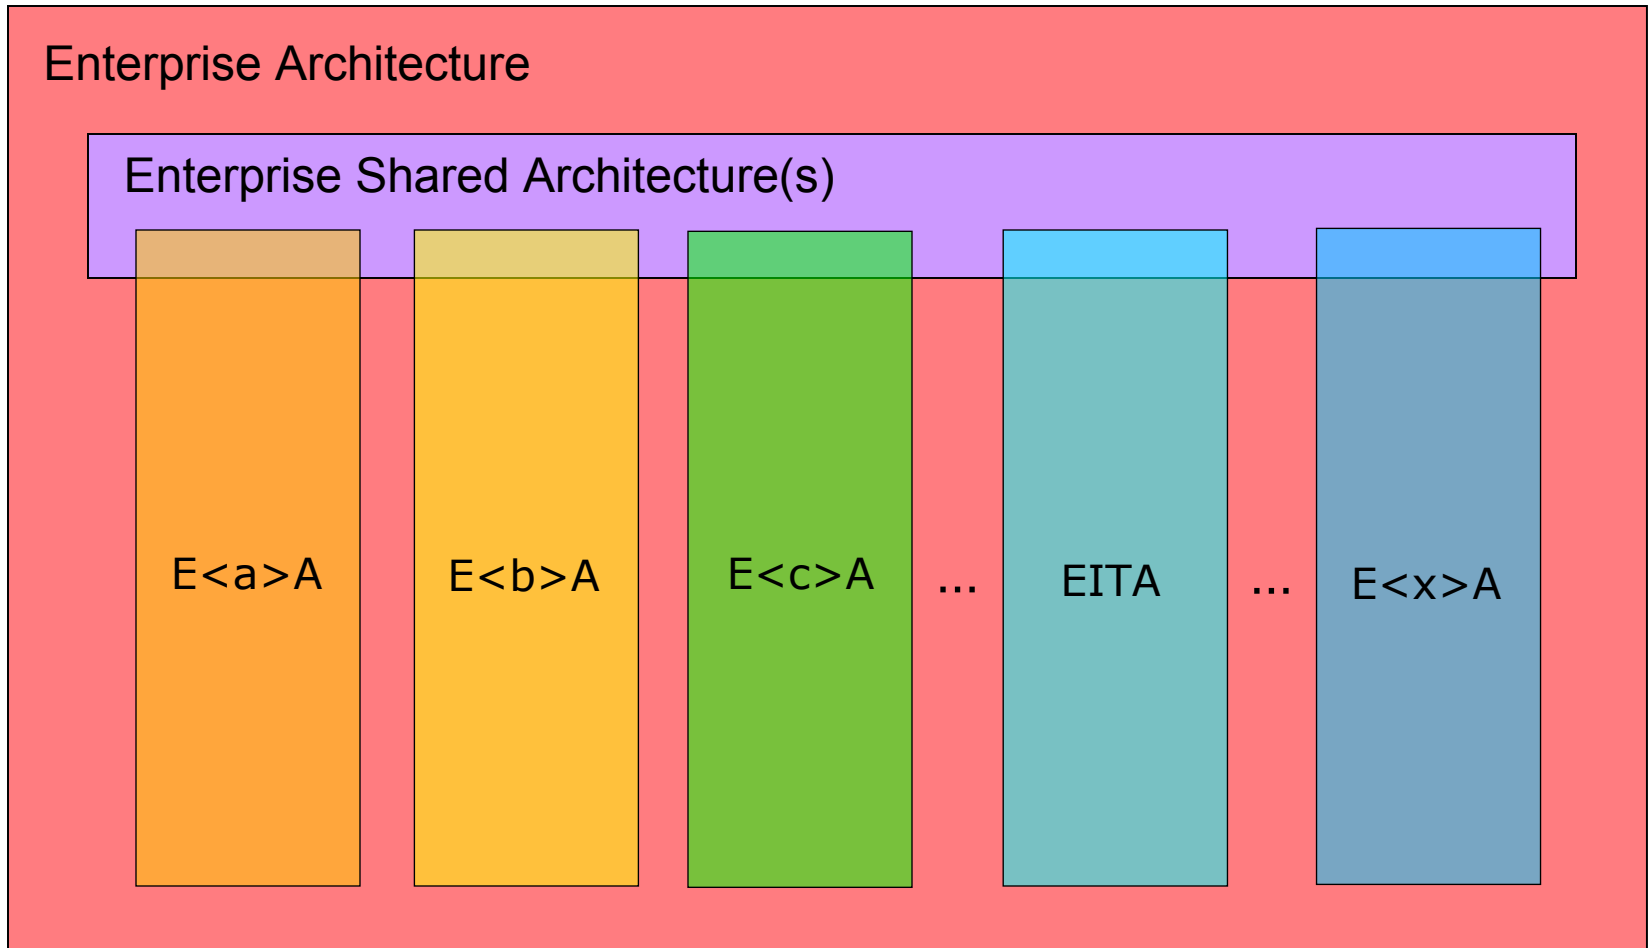 Enterprise Architecture
Enterprise Shared Architecture(s)
E<a>A
E<b>A
E<c>A
...
EITA
...
E<x>A